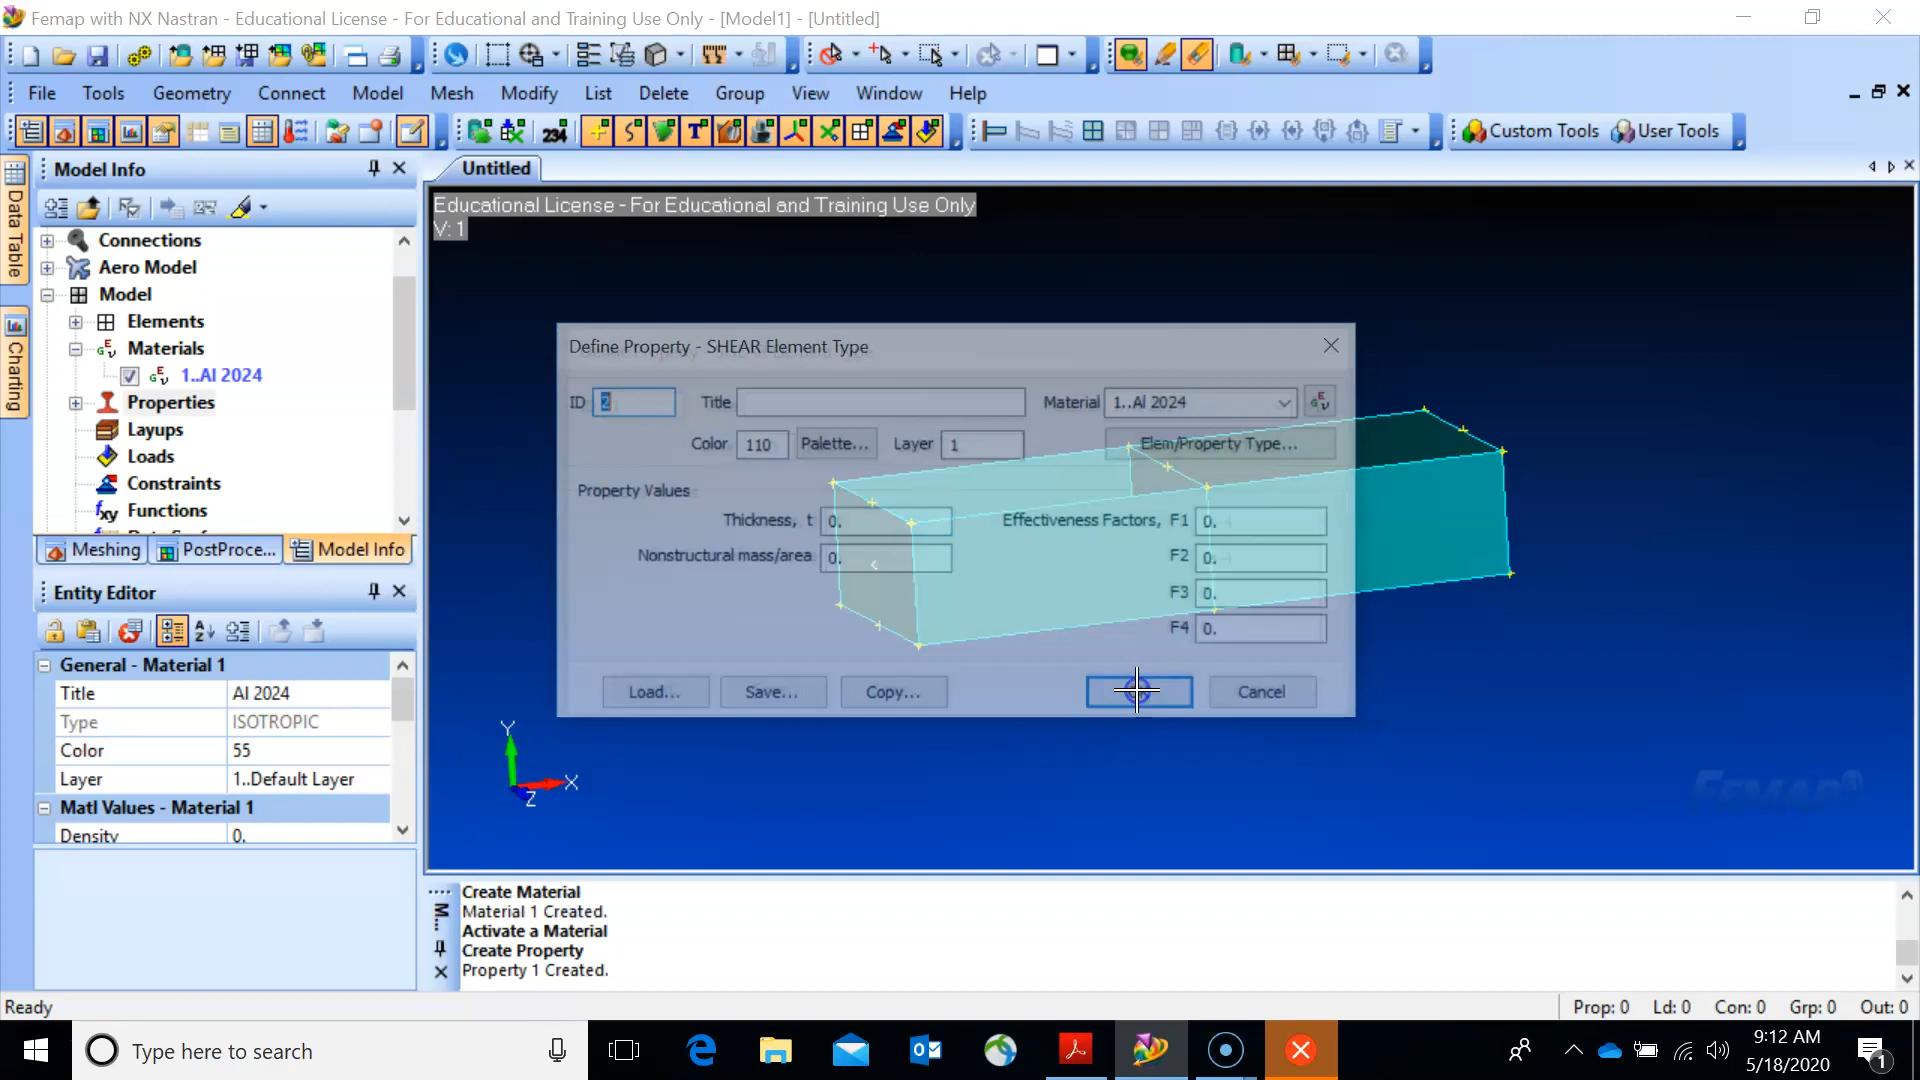 Femap with NX Nastran - Educational License - For Educational and Training Use Only - [Model1] - [Untitled]
File Tools Geometry Connect Model Mesh Modify List Delete Group View Window Help
234 T Custom Tools User Tools
Data Table
Charting
Model Info
Connections
Aero Model
Model
Elements
Materials
1..Al 2024
Properties
Layups
Loads
Constraints
Functions
Meshing PostProce... Model Info
Entity Editor
General - Material 1
Title Al 2024
Type ISOTROPIC
Color 55
Layer 1..Default Layer
Matl Values - Material 1
Density 0.
Untitled
Educational License - For Educational and Training Use Only
V: 1
Define Property - SHEAR Element Type
ID 2 Title Material 1..Al 2024
Color 110 Palette... Layer 1 Elem/Property Type...
Property Values
Thickness, t 0. Effectiveness Factors, F1 0.
Nonstructural mass/area 0. F2 0.
F3 0.
F4 0.
Load... Save... Copy... Cancel
Y
X
Z
FEMAP
M...
Create Material
Material 1 Created.
Activate a Material
Create Property
Property 1 Created.
Ready Prop: 0 Ld: 0 Con: 0 Grp: 0 Out: 0
Type here to search
9:12 AM
5/18/2020
1